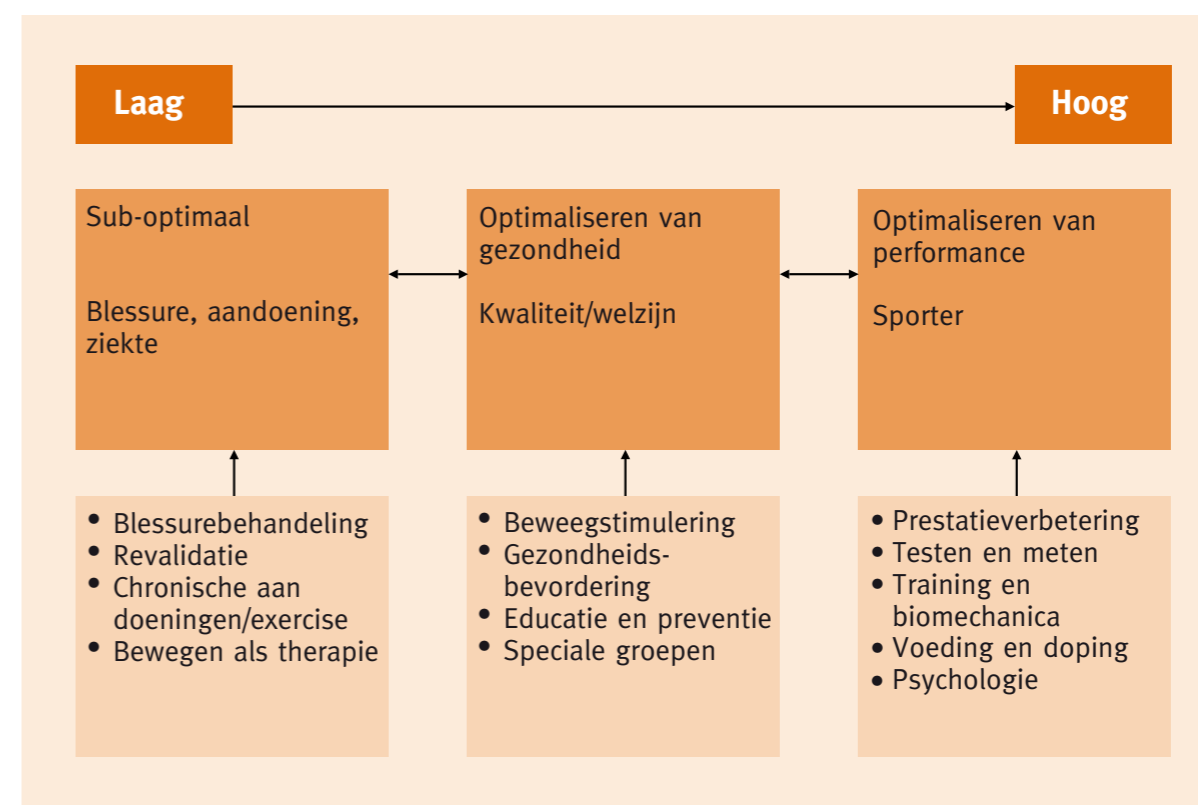 Laag
Hoog
Sub-optimaal
Blessure, aandoening,
ziekte
Optimaliseren van
gezondheid
Kwaliteit/welzijn
Optimaliseren van
performance
Sporter
• Blessurebehandeling
• Revalidatie
• Chronische aan
doeningen/exercise
• Bewegen als therapie
• Beweegstimulering
• Gezondheids-
bevordering
• Educatie en preventie
• Speciale groepen
• Prestatieverbetering
• Testen en meten
• Training en
biomechanica
• Voeding en doping
• Psychologie